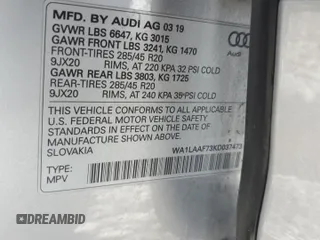 MFD. BY AUDI AG 03 19
GVWR LBS 6647, KG 3015
GAWR FRONT LBS 3241, KG 1470
FRONT-TIRES 285/45 R20
9JX20 RIMS, AT 220 KPA 32 PSI COLD
GAWR REAR LBS 3803, KG 1725
REAR-TIRES 285/45 R20
9JX20 RIMS, AT 240 KPA PSI COLD
THIS VEHICLE CONFORMS TO ALL APPLICABLE
U.S. FEDERAL MOTOR VEHICLE SAFETY
STANDARDS IN EFFECT ON THE DATE OF
MANUFACTURE SHOWN ABOVE.
SLOVAKIA
WA1LAAF73KD037473
TYPE:
MPV
Audi
DREAMBID